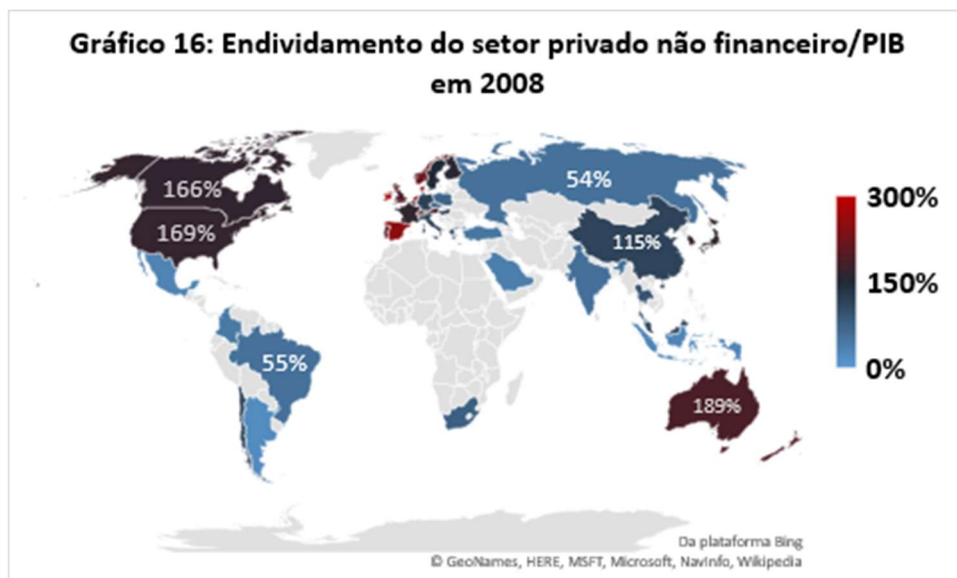 Gráfico 16: Endividamento do setor privado não financeiro/PIB
em 2008
166%
169%
54%
115%
55%
189%
300%
150%
0%
Da plataforma Bing
© GeoNames, HERE, MSFT, Microsoft, NavInfo, Wikipedia